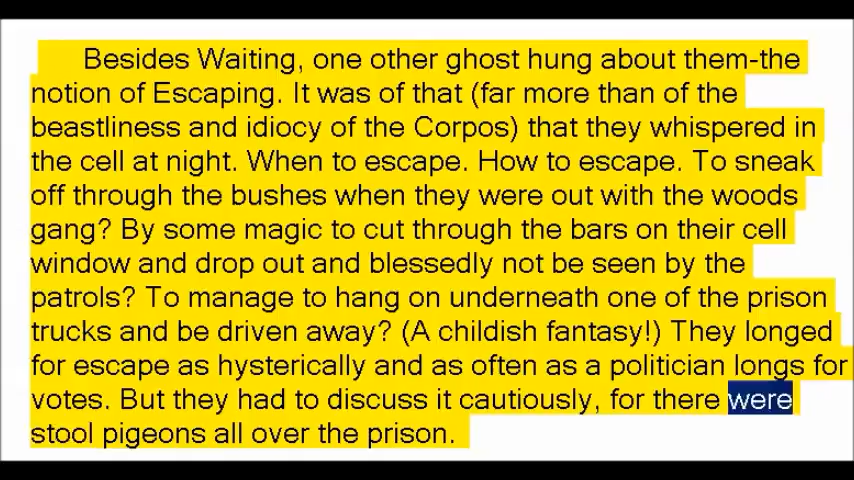 Besides Waiting, one other ghost hung about them-the
notion of Escaping. It was of that (far more than of the
beastliness and idiocy of the Corpos) that they whispered in
the cell at night. When to escape. How to escape. To sneak
off through the bushes when they were out with the woods
gang? By some magic to cut through the bars on their cell
window and drop out and blessedly not be seen by the
patrols? To manage to hang on underneath one of the prison
trucks and be driven away? (A childish fantasy!) They longed
for escape as hysterically and as often as a politician longs for
votes. But they had to discuss it cautiously, for there were
stool pigeons all over the prison.